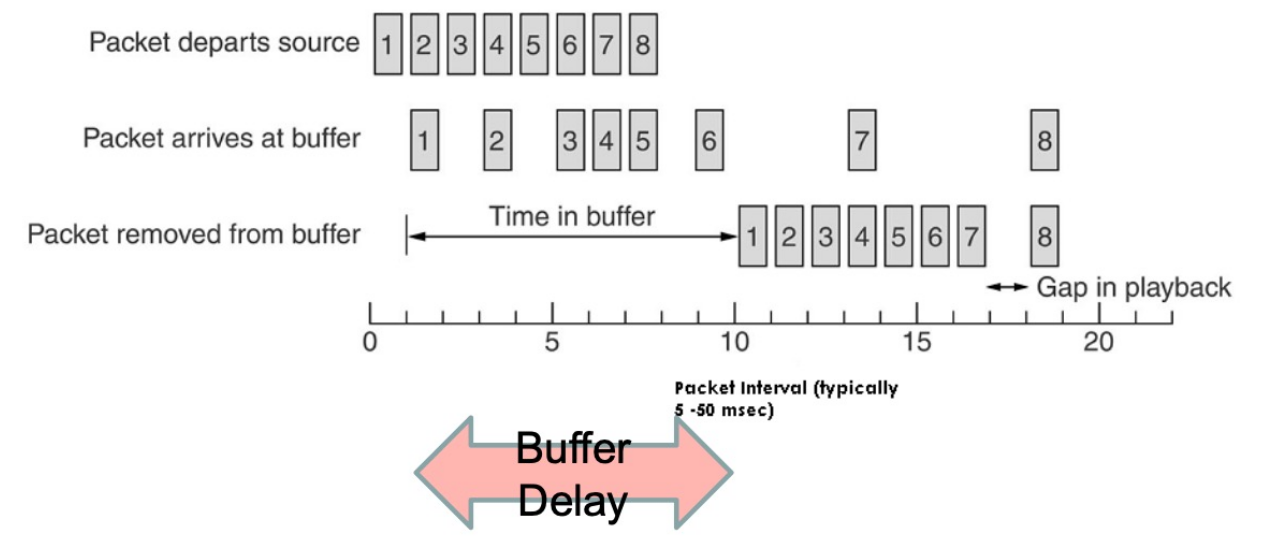 Packet departs source 1 2 3 4 5 6 7 8
Packet arrives at buffer 1 2 3 4 5 6 7 8
Packet removed from buffer Time in buffer 1 2 3 4 5 6 7 8
Gap in playback
0 5 10 15 20
Packet Interval (typically
5 -50 msec)
Buffer
Delay